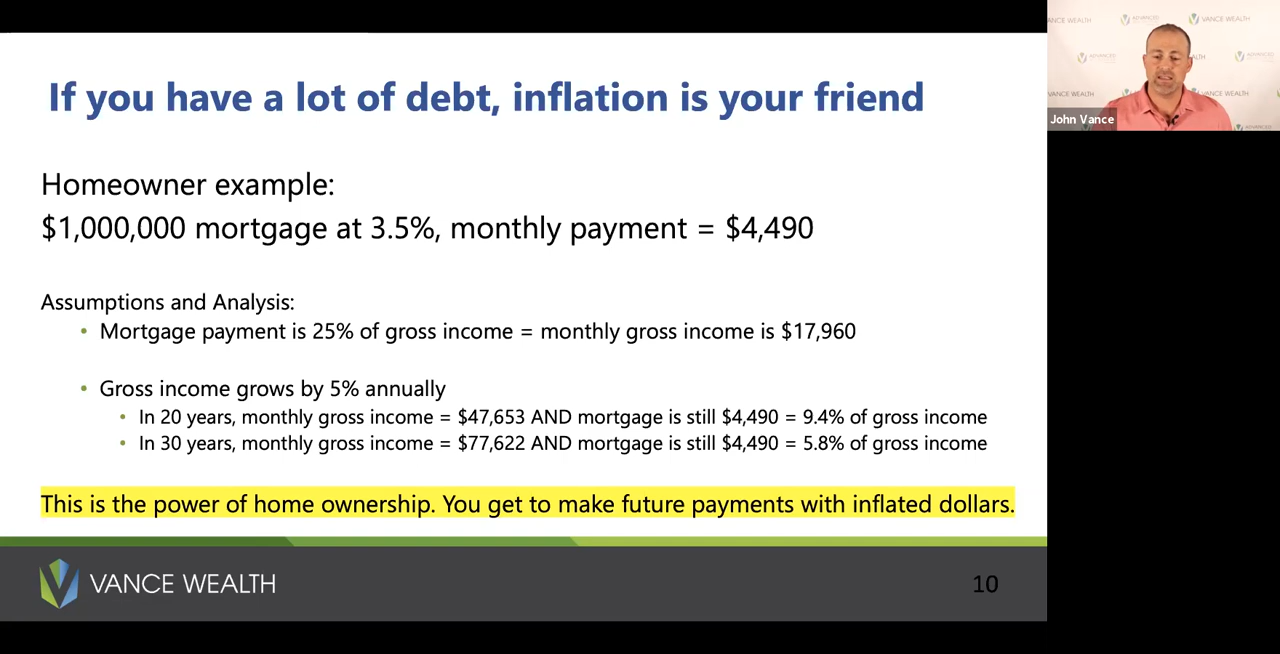 If you have a lot of debt, inflation is your friend
Homeowner example:
$1,000,000 mortgage at 3.5%, monthly payment = $4,490
Assumptions and Analysis:
• Mortgage payment is 25% of gross income = monthly gross income is $17,960
• Gross income grows by 5% annually
• In 20 years, monthly gross income = $47,653 AND mortgage is still $4,490 = 9.4% of gross income
• In 30 years, monthly gross income = $77,622 AND mortgage is still $4,490 = 5.8% of gross income
This is the power of home ownership. You get to make future payments with inflated dollars.
VANCE WEALTH
10
VANCE WEALTH
John Vance